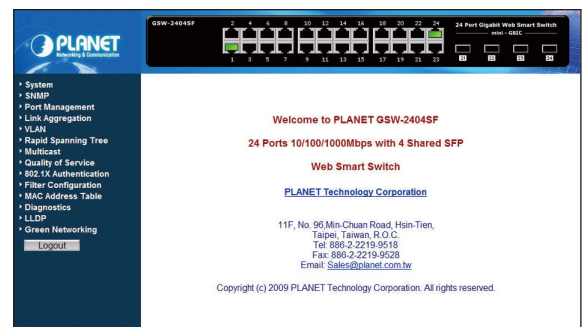 PLANET
Networking & Communication
GSW-2404SF
2 4 6 8 10 12 14 16 18 20 22 24
1 3 5 7 9 11 13 15 17 19 21 23
24 Port Gigabit Web Smart Switch
mini - GBIC
21 22 23 24
System
SNMP
Port Management
Link Aggregation
VLAN
Rapid Spanning Tree
Multicast
Quality of Service
802.1X Authentication
Filter Configuration
MAC Address Table
Diagnostics
LLDP
Green Networking
Logout
Welcome to PLANET GSW-2404SF
24 Ports 10/100/1000Mbps with 4 Shared SFP
Web Smart Switch
PLANET Technology Corporation
11F, No. 96,Min-Chuan Road, Hsin-Tien,
Taipei, Taiwan, R.O.C.
Tel: 886-2-2219-9518
Fax: 886-2-2219-9528
Email: Sales@planet.com.tw
Copyright (c) 2009 PLANET Technology Corporation. All rights reserved.